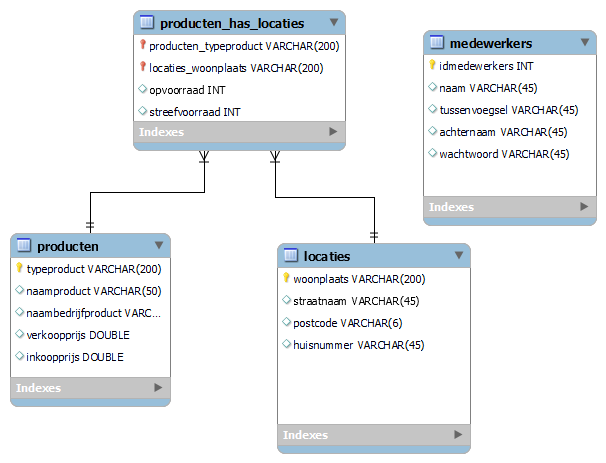 producten_has_locaties
producten_typeproduct VARCHAR(200)
locaties_woonplaats VARCHAR(200)
opvoorraad INT
streefvoorraad INT
Indexes
medewerkers
idmedewerkers INT
naam VARCHAR(45)
tussenvoegsel VARCHAR(45)
achternaam VARCHAR(45)
wachtwoord VARCHAR(45)
Indexes
producten
typeproduct VARCHAR(200)
naamproduct VARCHAR(50)
naambedrijfproduct VARC...
verkoopprijs DOUBLE
inkoopprijs DOUBLE
Indexes
locaties
woonplaats VARCHAR(200)
straatnaam VARCHAR(45)
postcode VARCHAR(6)
huisnummer VARCHAR(45)
Indexes